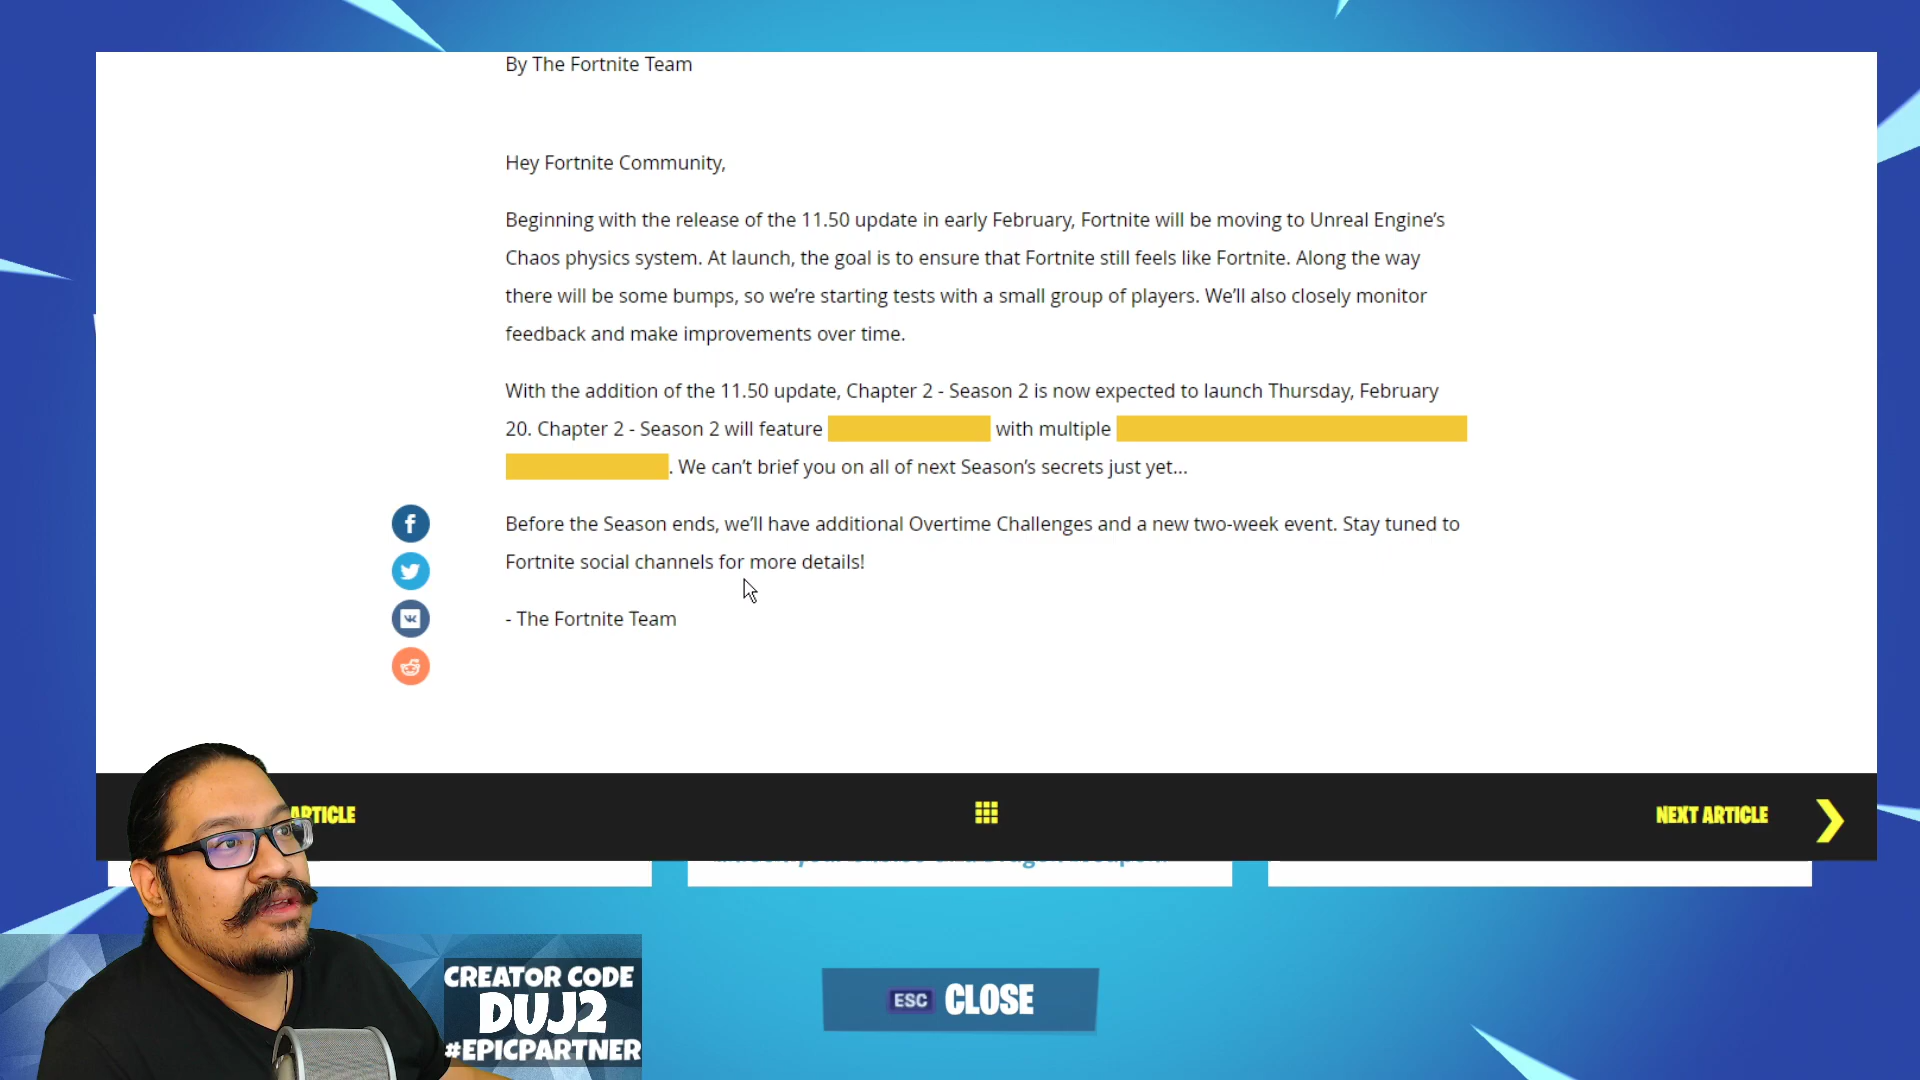 By The Fortnite Team
Hey Fortnite Community,
Beginning with the release of the 11.50 update in early February, Fortnite will be moving to Unreal Engine’s
Chaos physics system. At launch, the goal is to ensure that Fortnite still feels like Fortnite. Along the way
there will be some bumps, so we’re starting tests with a small group of players. We’ll also closely monitor
feedback and make improvements over time.
With the addition of the 11.50 update, Chapter 2 - Season 2 is now expected to launch Thursday, February
20. Chapter 2 - Season 2 will feature with multiple
. We can’t brief you on all of next Season’s secrets just yet...
Before the Season ends, we’ll have additional Overtime Challenges and a new two-week event. Stay tuned to
Fortnite social channels for more details!
- The Fortnite Team
ARTICLE
NEXT ARTICLE
CREATOR CODE
DUJ2
#EPICPARTNER
ESC CLOSE